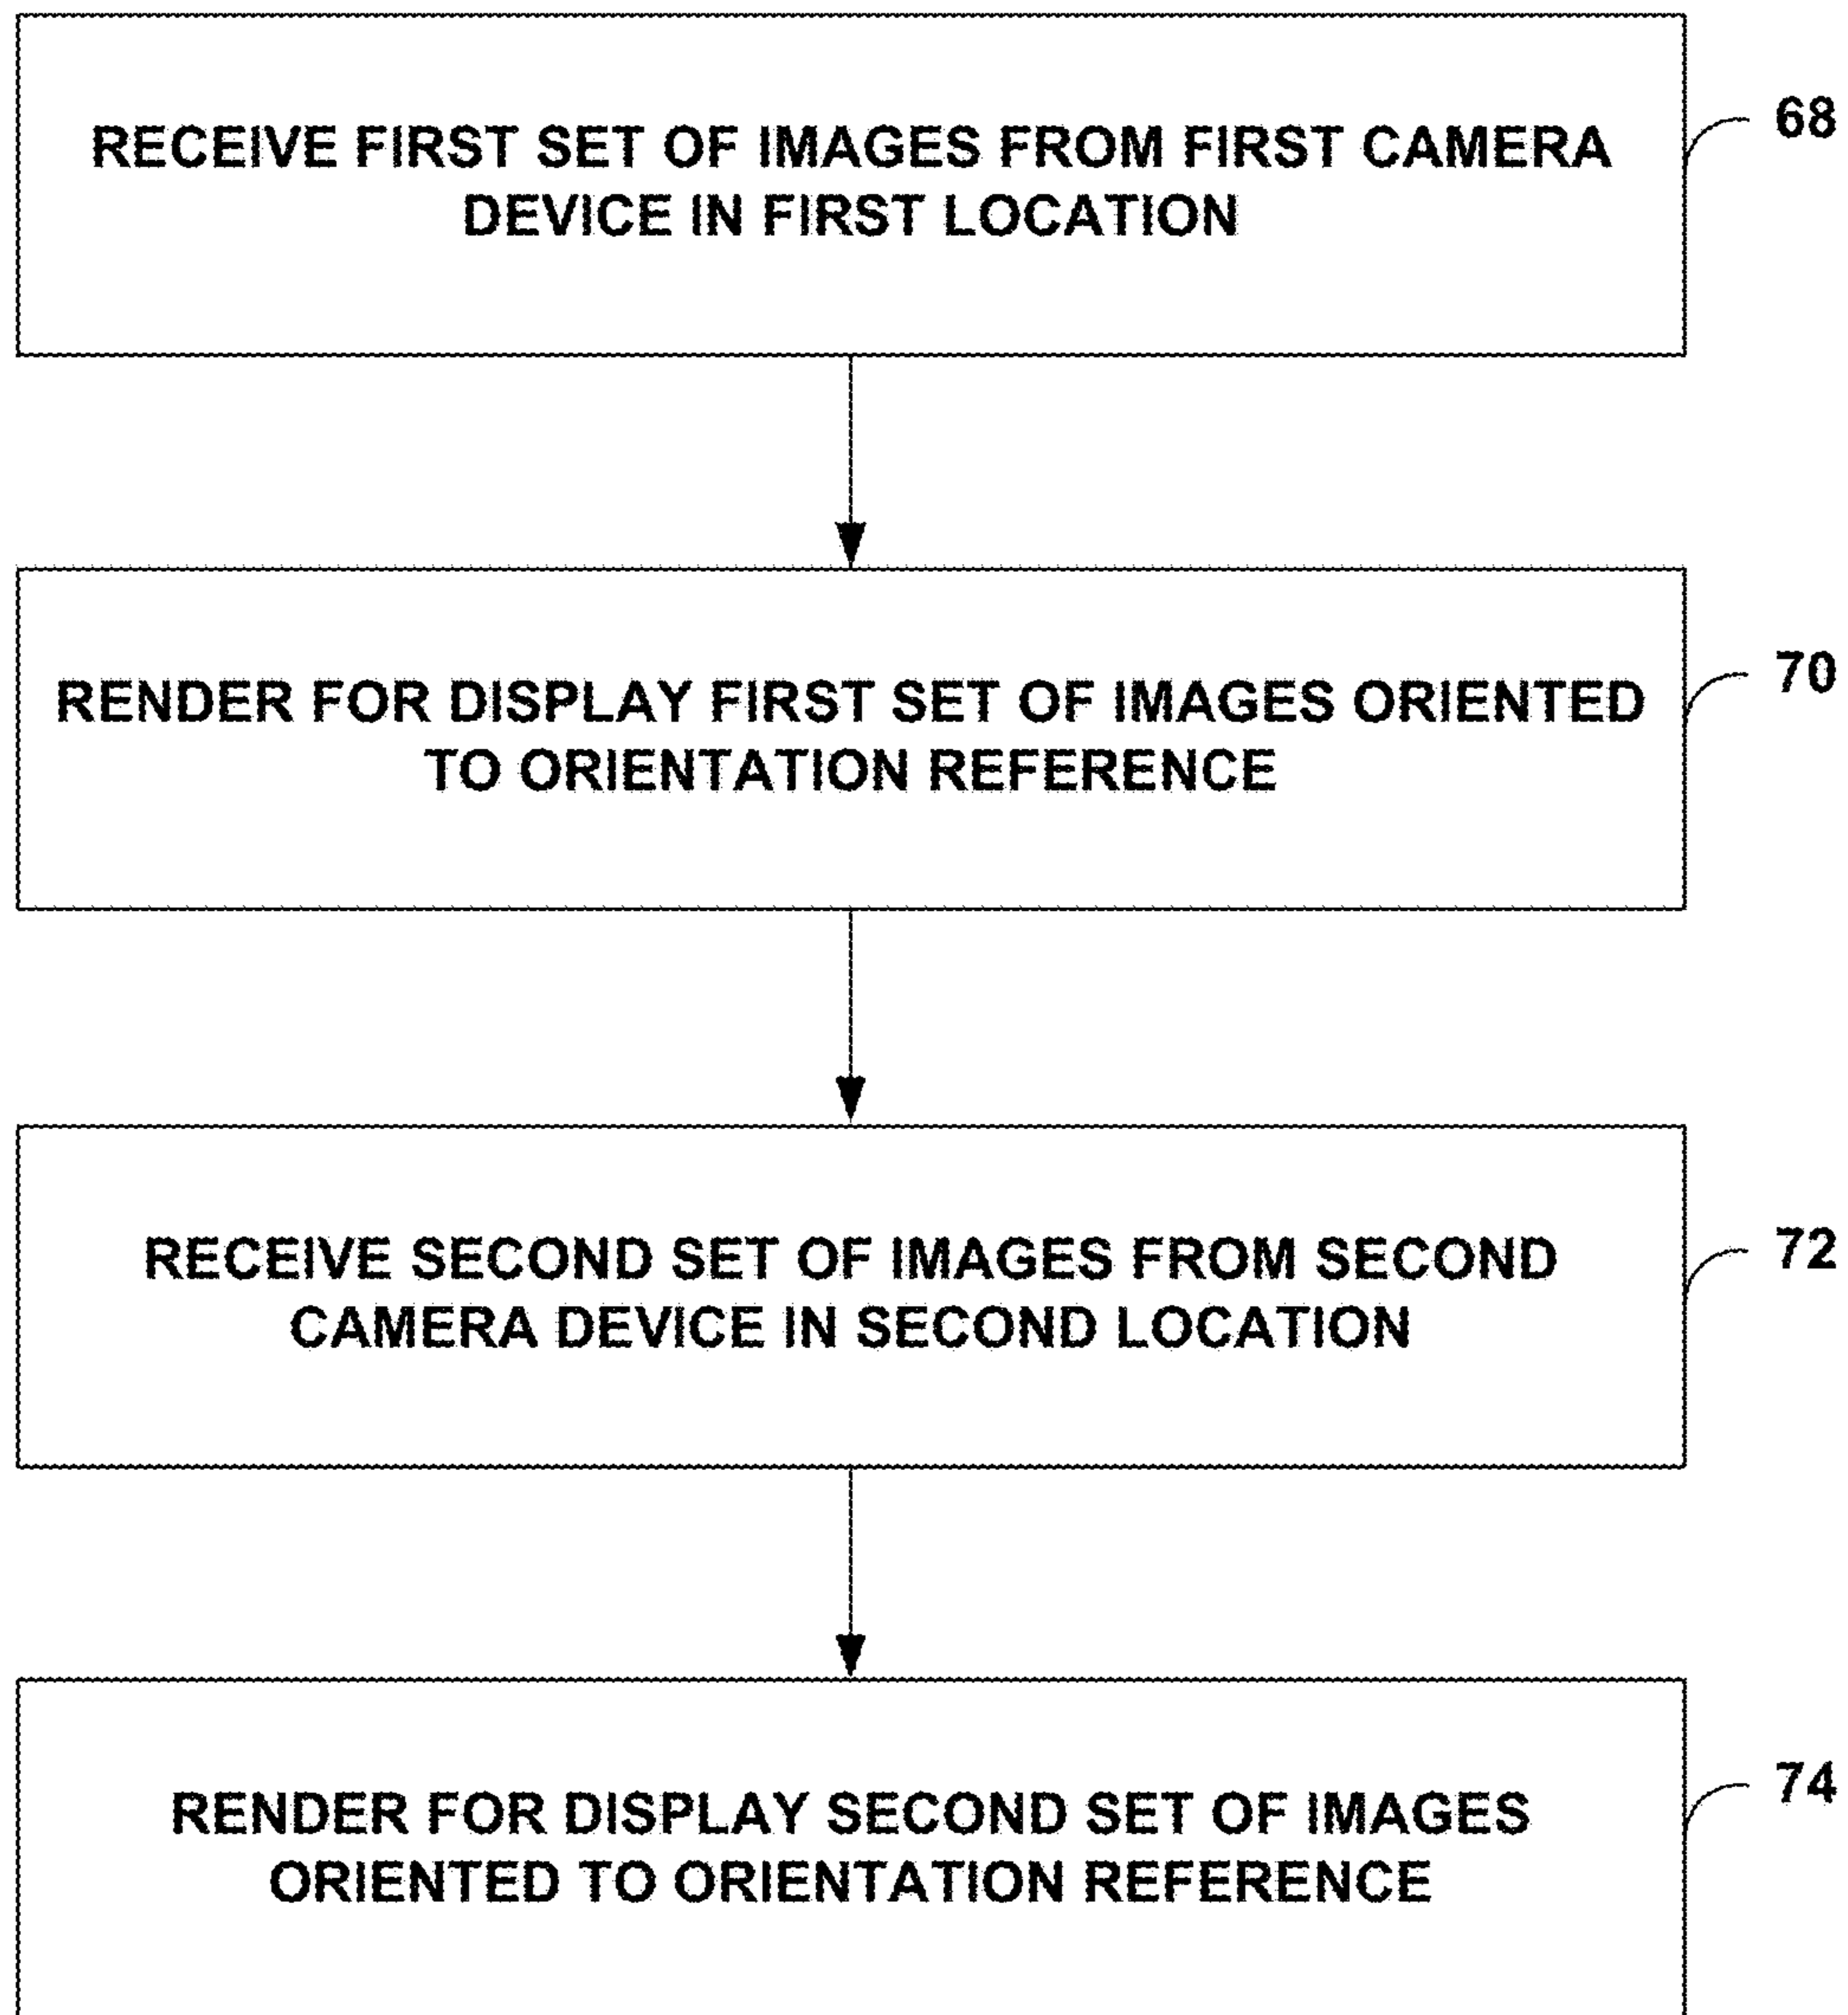 RECEIVE FIRST SET OF IMAGES FROM FIRST CAMERA
DEVICE IN FIRST LOCATION
68
RENDER FOR DISPLAY FIRST SET OF IMAGES ORIENTED
TO ORIENTATION REFERENCE
70
RECEIVE SECOND SET OF IMAGES FROM SECOND
CAMERA DEVICE IN SECOND LOCATION
72
RENDER FOR DISPLAY SECOND SET OF IMAGES
ORIENTED TO ORIENTATION REFERENCE
74